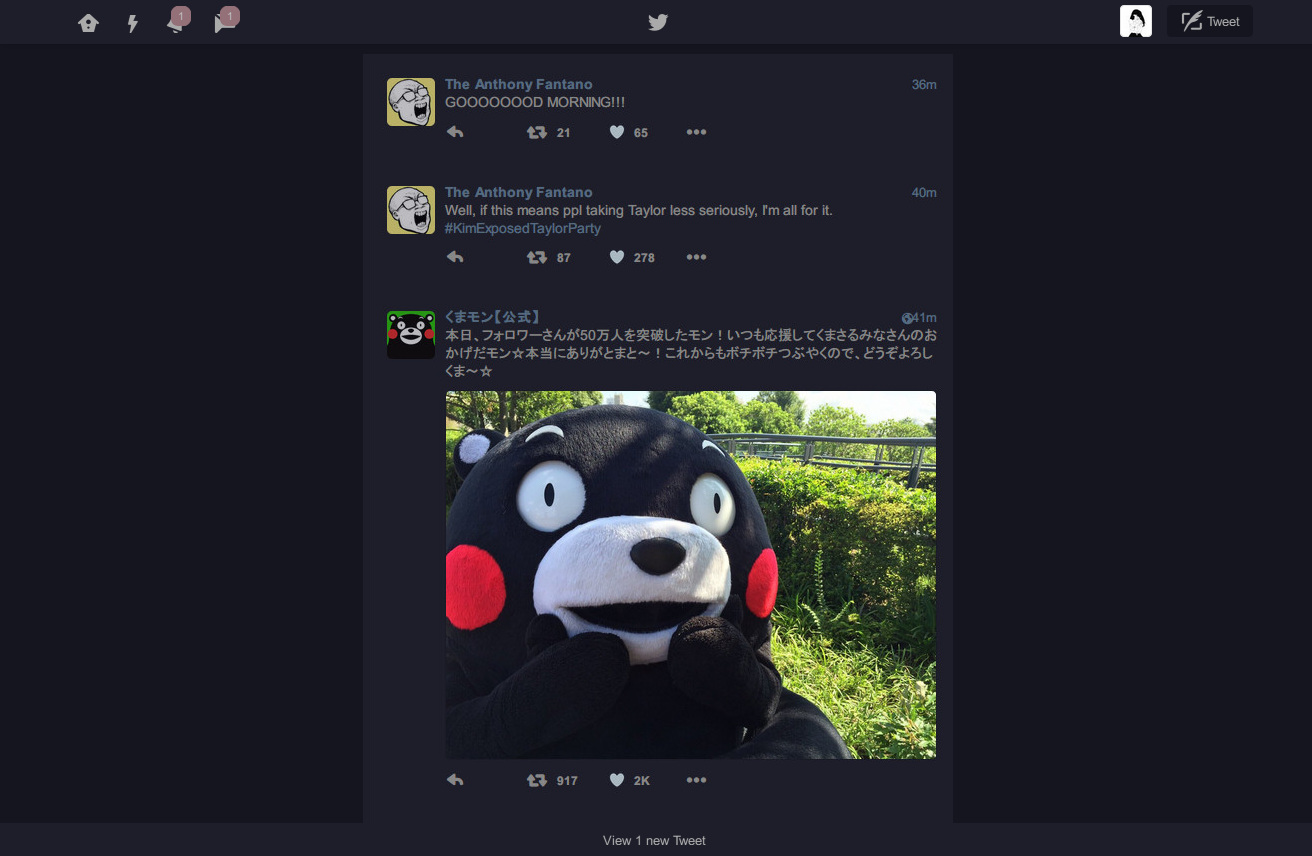 1
1
Tweet
The Anthony Fantano
36m
GOOOOOOOD MORNING!!!
21
65
The Anthony Fantano
40m
Well, if this means ppl taking Taylor less seriously, I'm all for it.
#KimExposedTaylorParty
87
278
くまモン【公式】
41m
本日、フォロワーさんが50万人を突破したモン！いつも応援してくまさるみなさんのお
かげだモン☆本当にありがとまと〜！これからもボチボチつぶやくので、どうぞよろし
くま〜☆
917
2K
View 1 new Tweet